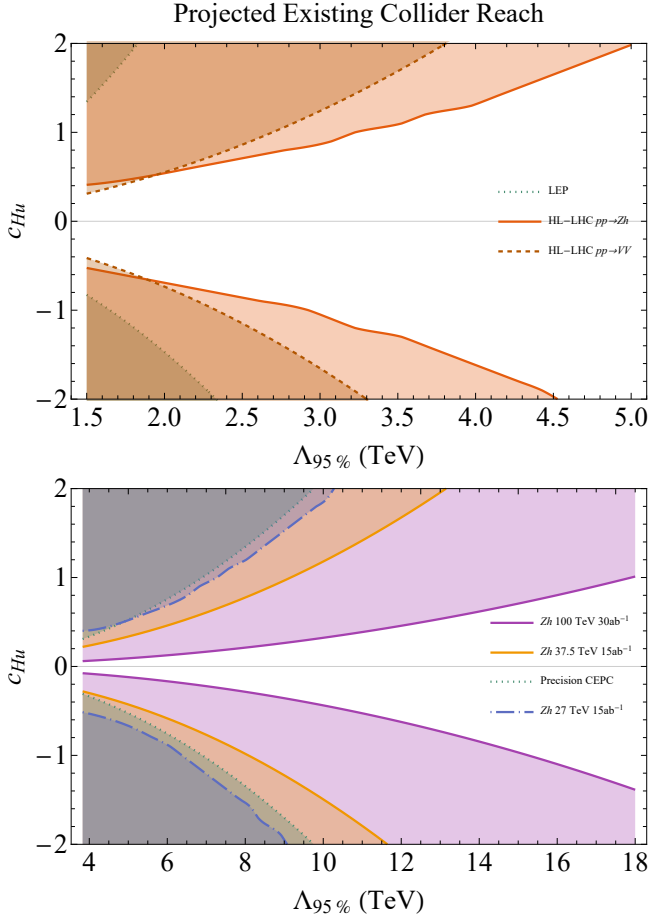 Projected Existing Collider Reach
2
1
0
−1
−2
c_Hu
LEP
HL−LHC pp→Zh
HL−LHC pp→VV
1.5 2.0 2.5 3.0 3.5 4.0 4.5 5.0
Λ95 % (TeV)
2
1
0
−1
−2
c_Hu
Zh 100 TeV 30ab⁻¹
Zh 37.5 TeV 15ab⁻¹
Precision CEPC
Zh 27 TeV 15ab⁻¹
4 6 8 10 12 14 16 18
Λ95 % (TeV)